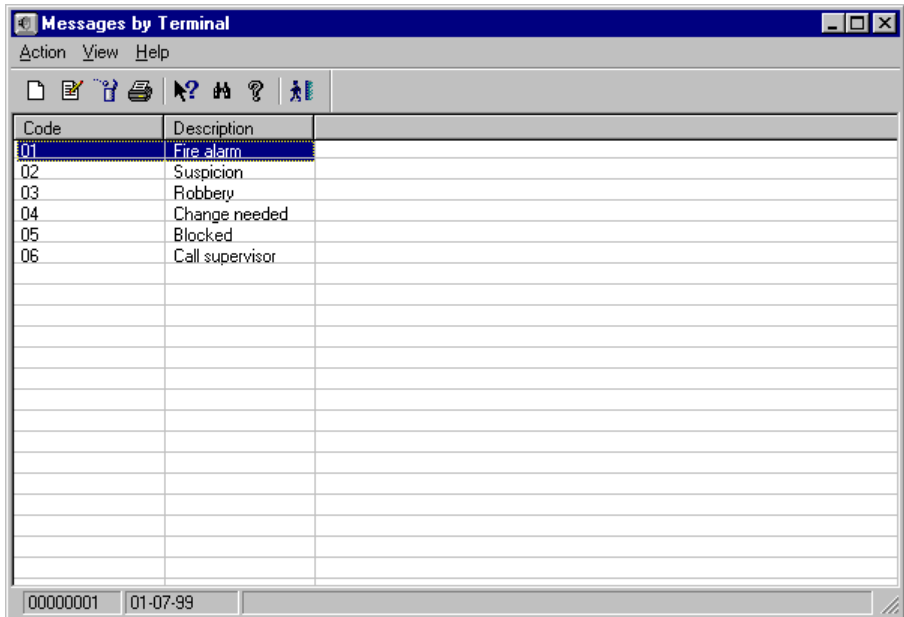 Messages by Terminal
Action View Help
Code Description
01 Fire alarm
02 Suspicion
03 Robbery
04 Change needed
05 Blocked
06 Call supervisor
00000001 01-07-99